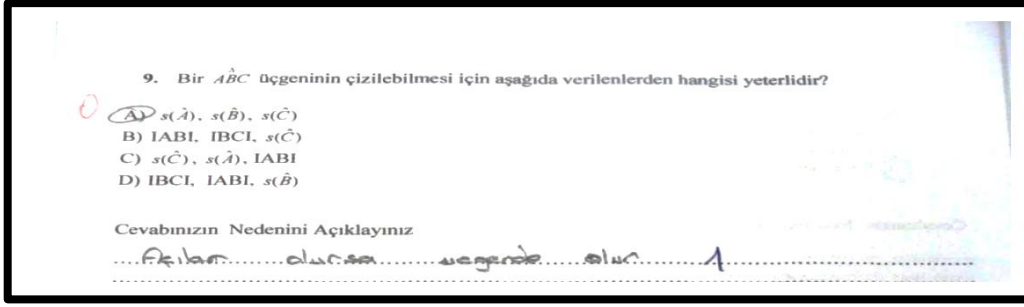 9. Bir ABC üçgeninin çizilebilmesi için aşağıda verilenlerden hangisi yeterlidir?
A) s(Â), s(B̂), s(Ĉ)
B) IABI, IBCI, s(Ĉ)
C) s(Ĉ), s(Â), IABI
D) IBCI, IABI, s(B̂)
Cevabınızın Nedenini Açıklayınız
Açılar olursa üçgende olur 1